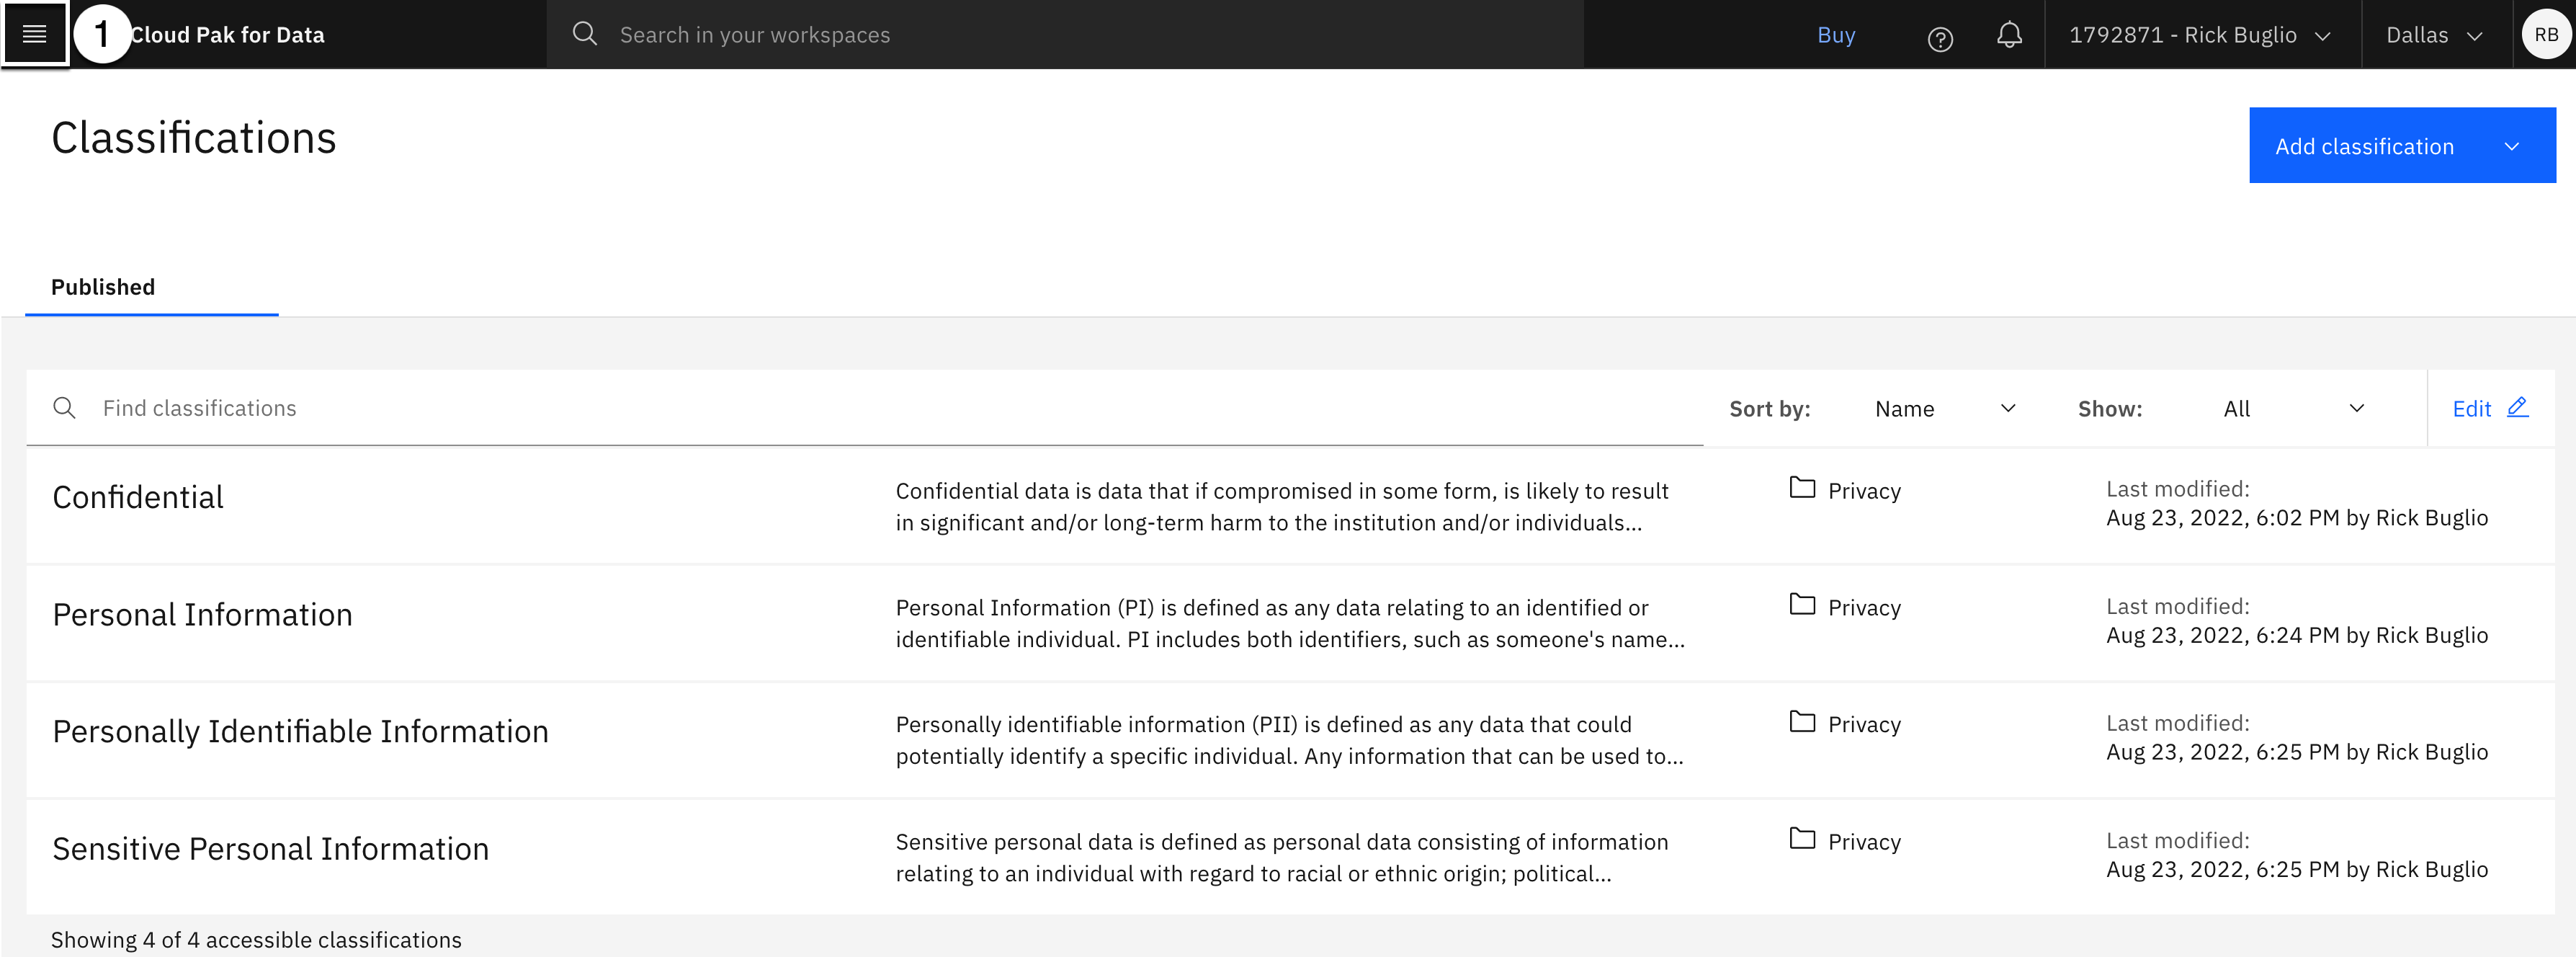 1
Cloud Pak for Data
Search in your workspaces
Buy
1792871 - Rick Buglio
Dallas
RB
Classifications
Add classification
Published
Find classifications
Sort by:
Name
Show:
All
Edit
Confidential
Confidential data is data that if compromised in some form, is likely to result
in significant and/or long-term harm to the institution and/or individuals...
Privacy
Last modified:
Aug 23, 2022, 6:02 PM by Rick Buglio
Personal Information
Personal Information (PI) is defined as any data relating to an identified or
identifiable individual. PI includes both identifiers, such as someone's name...
Privacy
Last modified:
Aug 23, 2022, 6:24 PM by Rick Buglio
Personally Identifiable Information
Personally identifiable information (PII) is defined as any data that could
potentially identify a specific individual. Any information that can be used to...
Privacy
Last modified:
Aug 23, 2022, 6:25 PM by Rick Buglio
Sensitive Personal Information
Sensitive personal data is defined as personal data consisting of information
relating to an individual with regard to racial or ethnic origin; political...
Privacy
Last modified:
Aug 23, 2022, 6:25 PM by Rick Buglio
Showing 4 of 4 accessible classifications